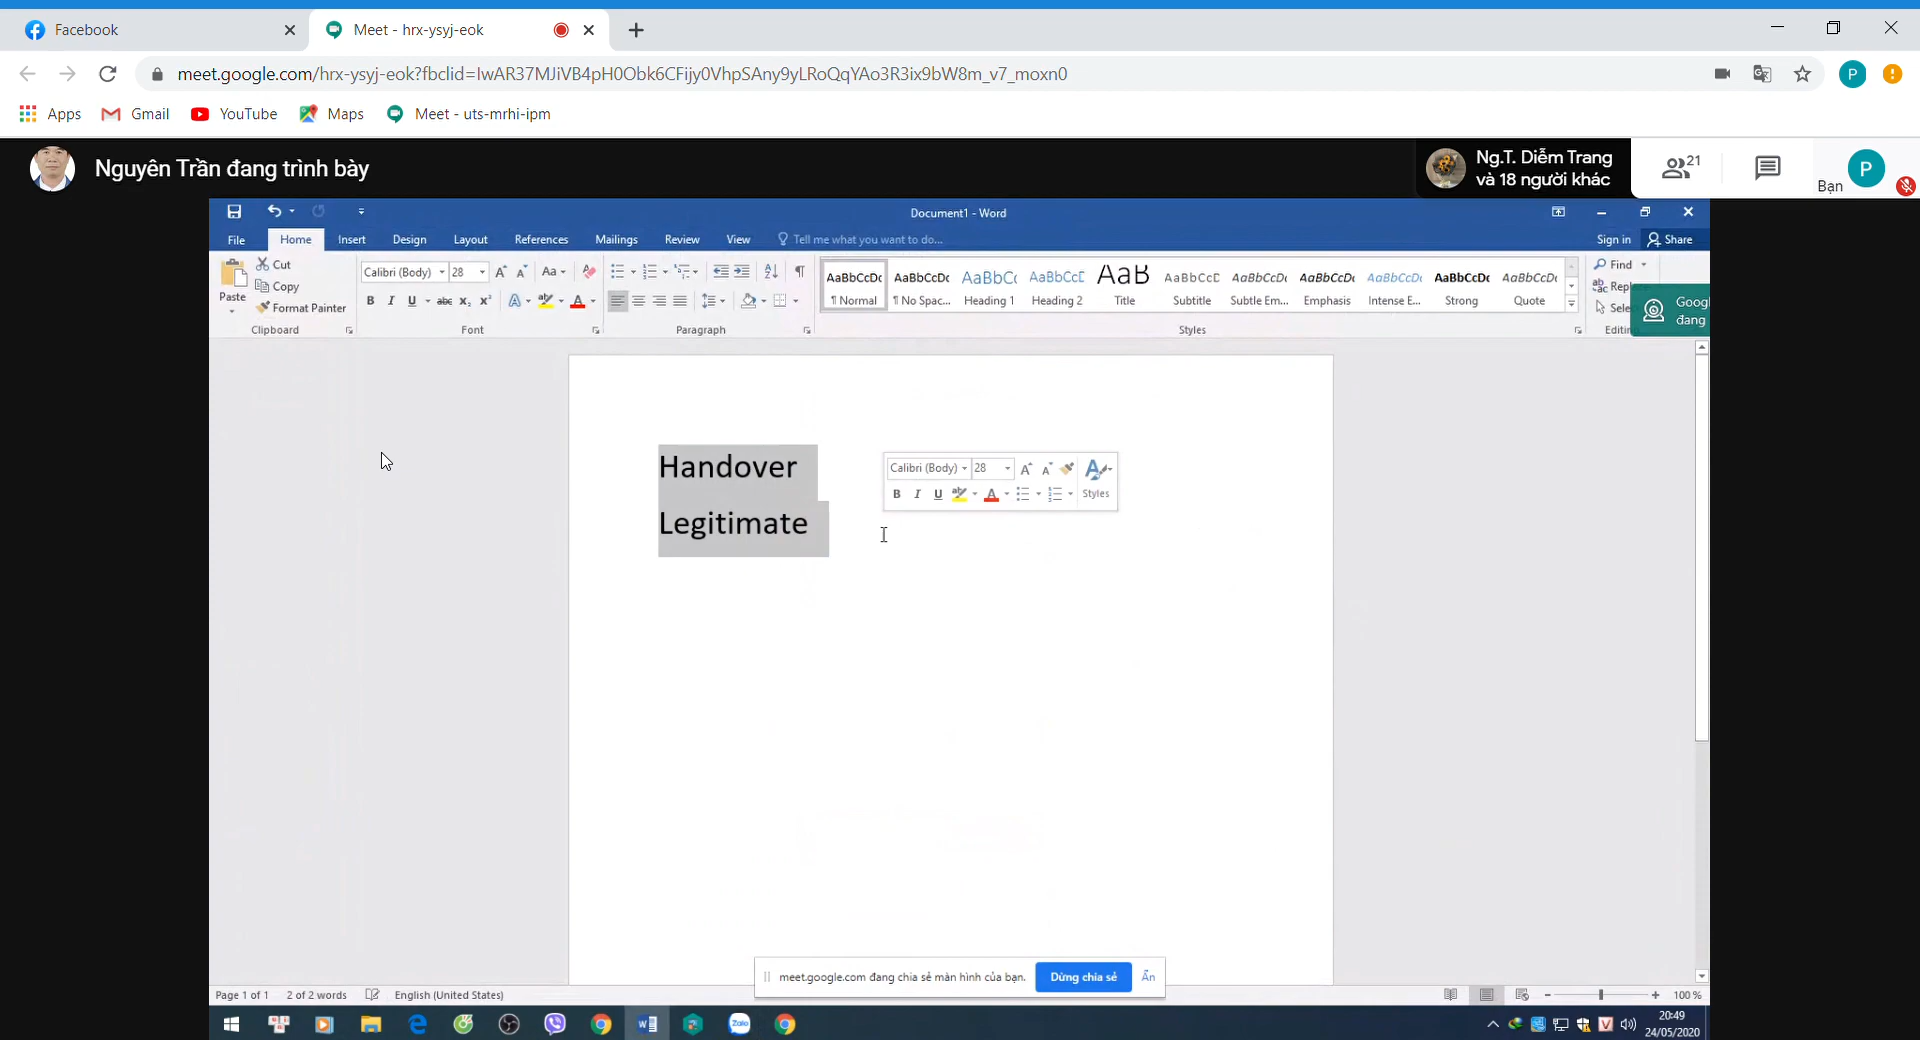 Facebook
Meet - hrx-ysyj-eok
meet.google.com/hrx-ysyj-eok?fbclid=IwAR37MJiVB4pH0Obk6CFijy0VhpSAny9yLRoQqYAo3R3ix9bW8m_v7_moxn0
P
Apps
Gmail
YouTube
Maps
Meet - uts-mrhi-ipm
Nguyên Trần đang trình bày
Ng.T. Diễm Trang
và 18 người khác
21
Bạn
P
Document1 - Word
File
Home
Insert
Design
Layout
References
Mailings
Review
View
Tell me what you want to do...
Sign in
Share
Paste
Cut
Copy
Format Painter
Clipboard
Calibri (Body)
28
Font
Paragraph
AaBbCcDc
¶ Normal
AaBbCcDc
¶ No Spac...
AaBbCc
Heading 1
AaBbCcD
Heading 2
AaB
Title
AaBbCcD
Subtitle
AaBbCcDc
Subtle Em...
AaBbCcDc
Emphasis
AaBbCcDc
Intense E...
AaBbCcDc
Strong
AaBbCcDc
Quote
Styles
Find
Repl
Sele
Editing
Googl
đang
Handover
Legitimate
Calibri (Body)
28
B I U
Styles
meet.google.com đang chia sẻ màn hình của bạn.
Dừng chia sẻ
Ẩn
Page 1 of 1
2 of 2 words
English (United States)
100 %
Zalo
V
20:49
24/05/2020